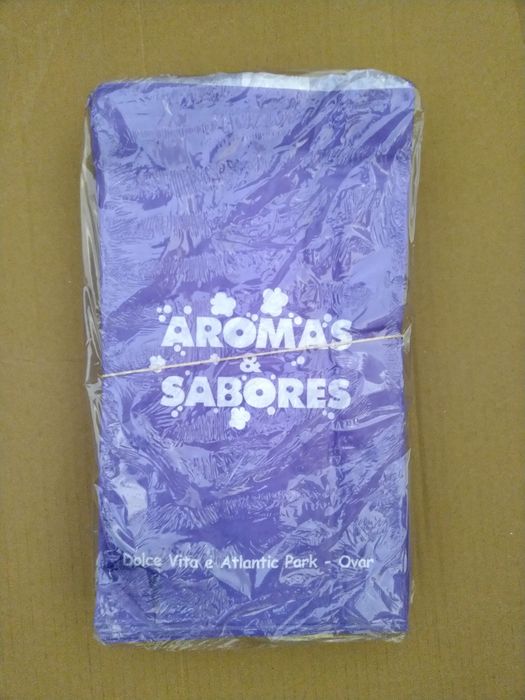 AROMAS
&
SABORES
Dolce Vita e Atlantic Park - Ovar